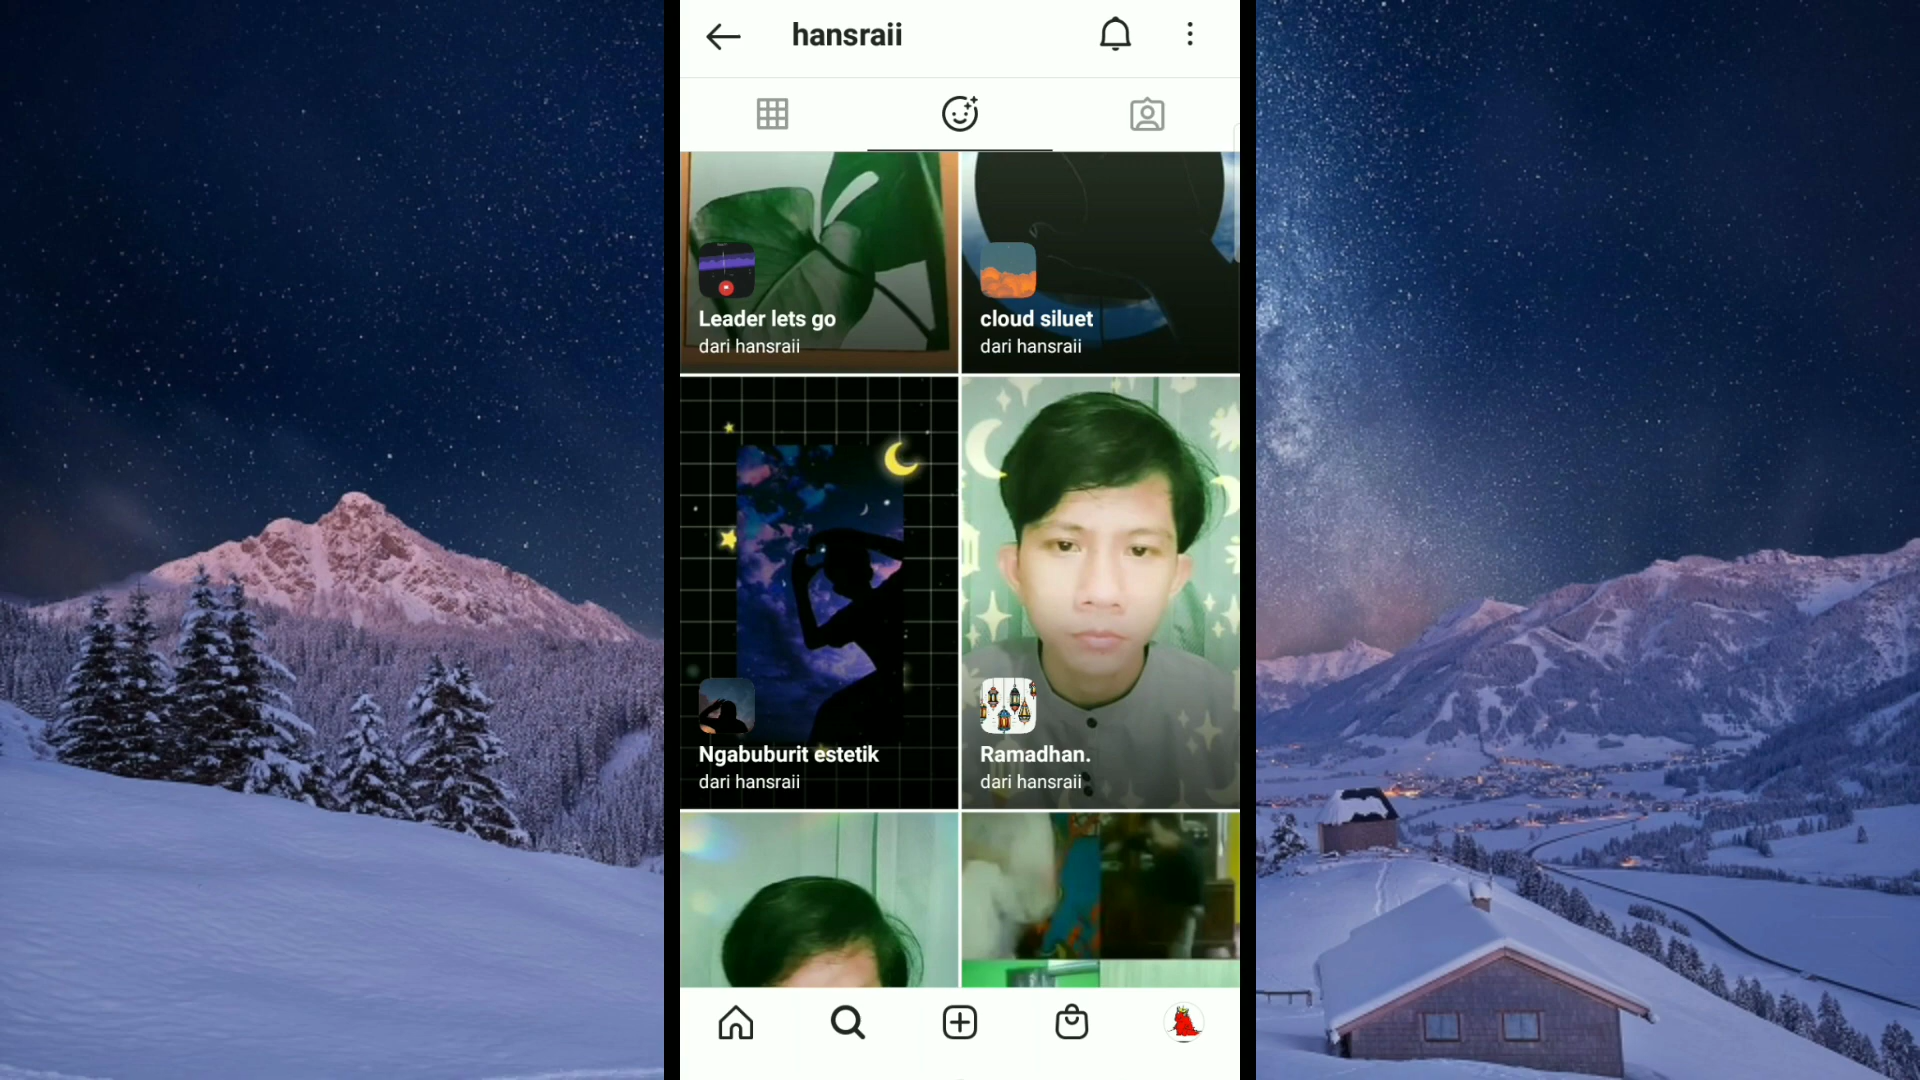 hansraii
Leader lets go
dari hansraii
cloud siluet
dari hansraii
Ngabuburit estetik
dari hansraii
Ramadhan.
dari hansraii